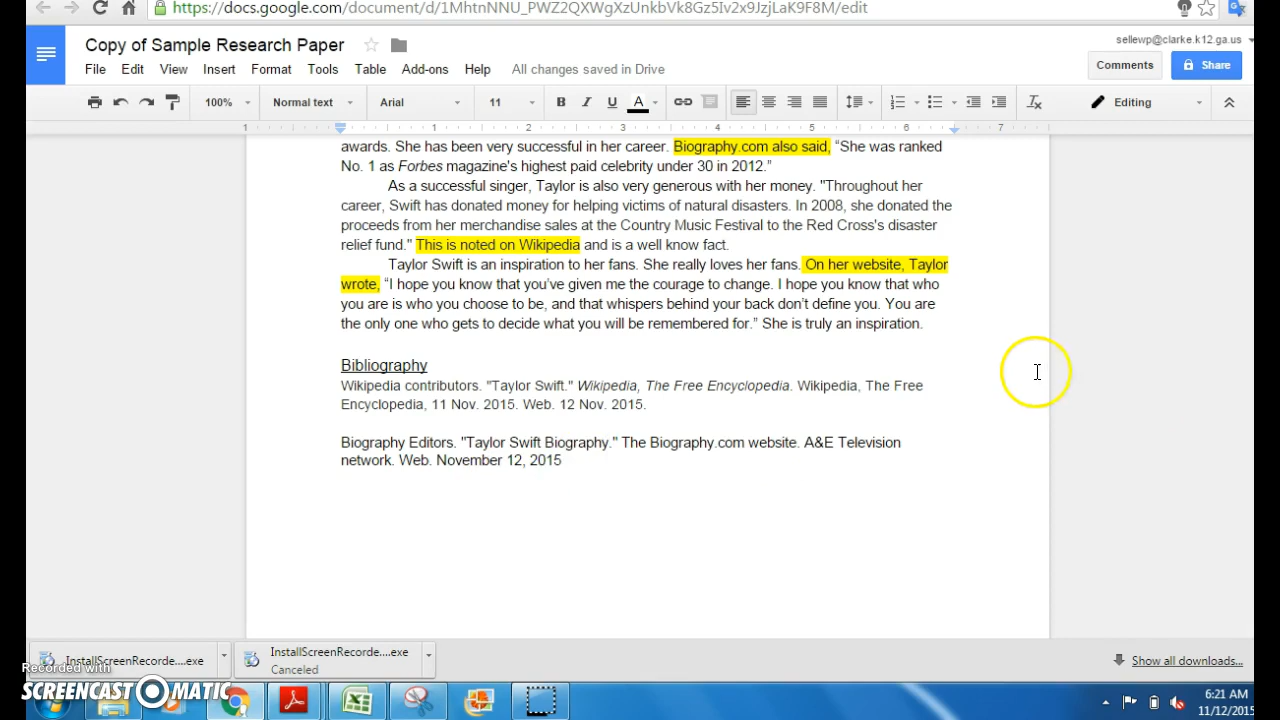 https://docs.google.com/document/d/1MhtnNNU_PWZ2QXWgXzUnkbVk8Gz5Iv2x9JzjLaK9F8M/edit
sellewp@clarke.k12.ga.us
Copy of Sample Research Paper
File Edit View Insert Format Tools Table Add-ons Help All changes saved in Drive
Comments Share
100% Normal text Arial 11 B I U A Editing
1 1 2 3 4 5 6 7
awards. She has been very successful in her career. Biography.com also said, “She was ranked
No. 1 as Forbes magazine's highest paid celebrity under 30 in 2012.”
As a successful singer, Taylor is also very generous with her money. "Throughout her
career, Swift has donated money for helping victims of natural disasters. In 2008, she donated the
proceeds from her merchandise sales at the Country Music Festival to the Red Cross's disaster
relief fund." This is noted on Wikipedia and is a well know fact.
Taylor Swift is an inspiration to her fans. She really loves her fans. On her website, Taylor
wrote, “I hope you know that you’ve given me the courage to change. I hope you know that who
you are is who you choose to be, and that whispers behind your back don’t define you. You are
the only one who gets to decide what you will be remembered for.” She is truly an inspiration.
Bibliography
Wikipedia contributors. "Taylor Swift." Wikipedia, The Free Encyclopedia. Wikipedia, The Free
Encyclopedia, 11 Nov. 2015. Web. 12 Nov. 2015.
Biography Editors. "Taylor Swift Biography." The Biography.com website. A&E Television
network. Web. November 12, 2015
InstallScreenRecorde....exe
InstallScreenRecorde....exe
Canceled
Show all downloads...
Recorded with
SCREENCAST MATIC
6:21 AM
11/12/2015